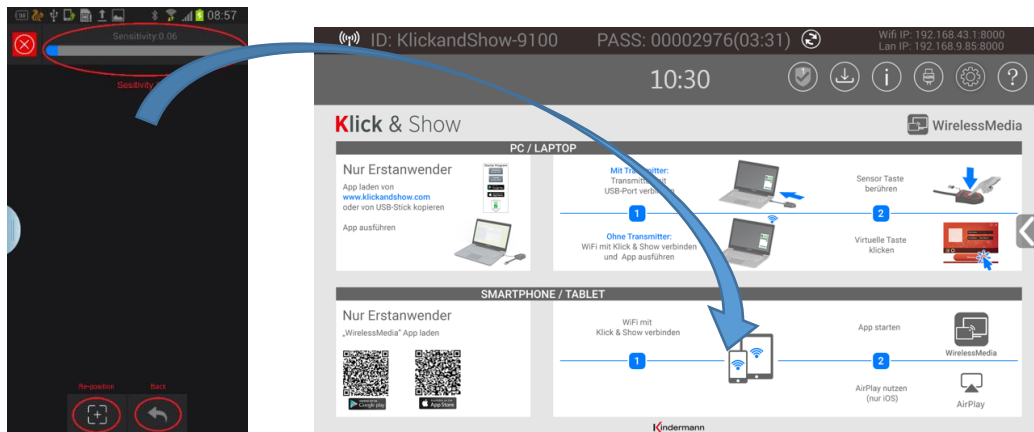 08:57
Sensitivity:0.06
Sesitivity
Re-position
Back
ID: KlickandShow-9100
PASS: 00002976(03:31)
Wifi IP: 192.168.43.1:8000
Lan IP: 192.168.9.85:8000
10:30
Klick & Show
WirelessMedia
PC / LAPTOP
Nur Erstanwender
App laden von
www.klickandshow.com
oder von USB-Stick kopieren
App ausführen
Mit Transmitter:
Transmitter mit
USB-Port verbinden
1
Ohne Transmitter:
WiFi mit Klick & Show verbinden
und App ausführen
Sensor Taste
berühren
2
Virtuelle Taste
klicken
SMARTPHONE / TABLET
Nur Erstanwender
„WirelessMedia" App laden
Google play
App Store
WiFi mit
Klick & Show verbinden
1
App starten
2
AirPlay nutzen
(nur iOS)
WirelessMedia
AirPlay
Kindermann